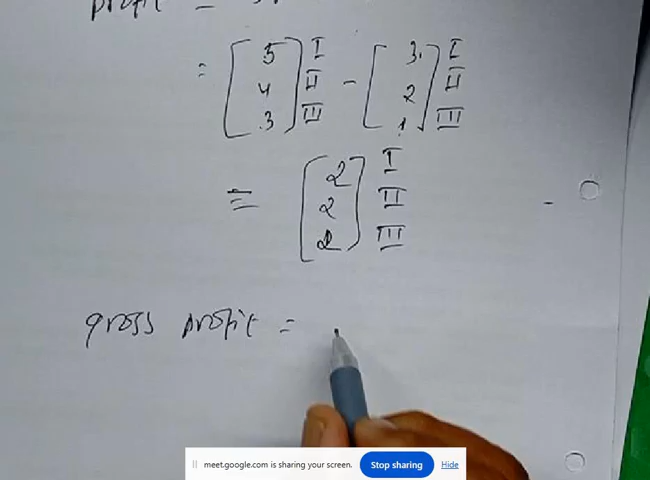 profit =
= [5 4 3] I II III - [3 2 1] I II III
= [2 2 2] I II III
gross profit =
meet.google.com is sharing your screen. Stop sharing Hide